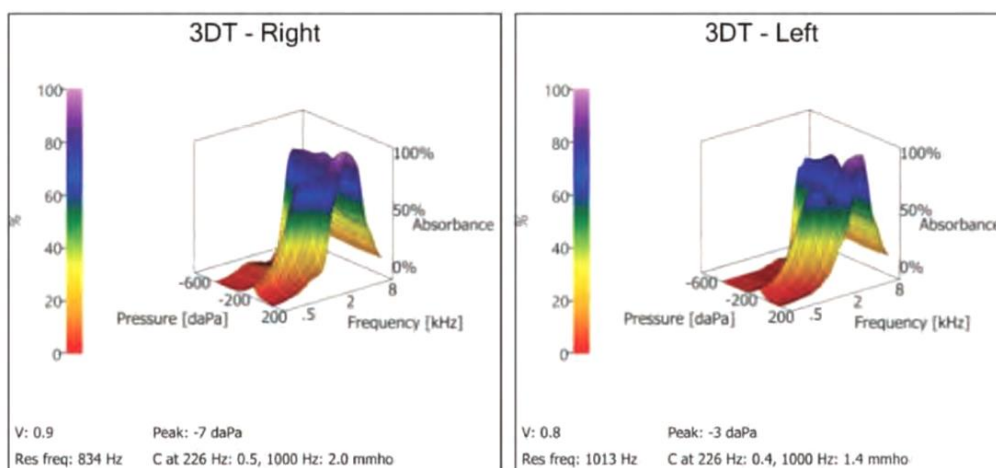 3DT - Right
100
80
60
40
20
0
%
100%
50%
Absorbance
0%
-600
-200
200
.5
2
8
Pressure [daPa]
Frequency [kHz]
V: 0.9
Peak: -7 daPa
Res freq: 834 Hz
C at 226 Hz: 0.5, 1000 Hz: 2.0 mmho
3DT - Left
100
80
60
40
20
0
%
100%
50%
Absorbance
0%
-600
-200
200
.5
2
8
Pressure [daPa]
Frequency [kHz]
V: 0.8
Peak: -3 daPa
Res freq: 1013 Hz
C at 226 Hz: 0.4, 1000 Hz: 1.4 mmho